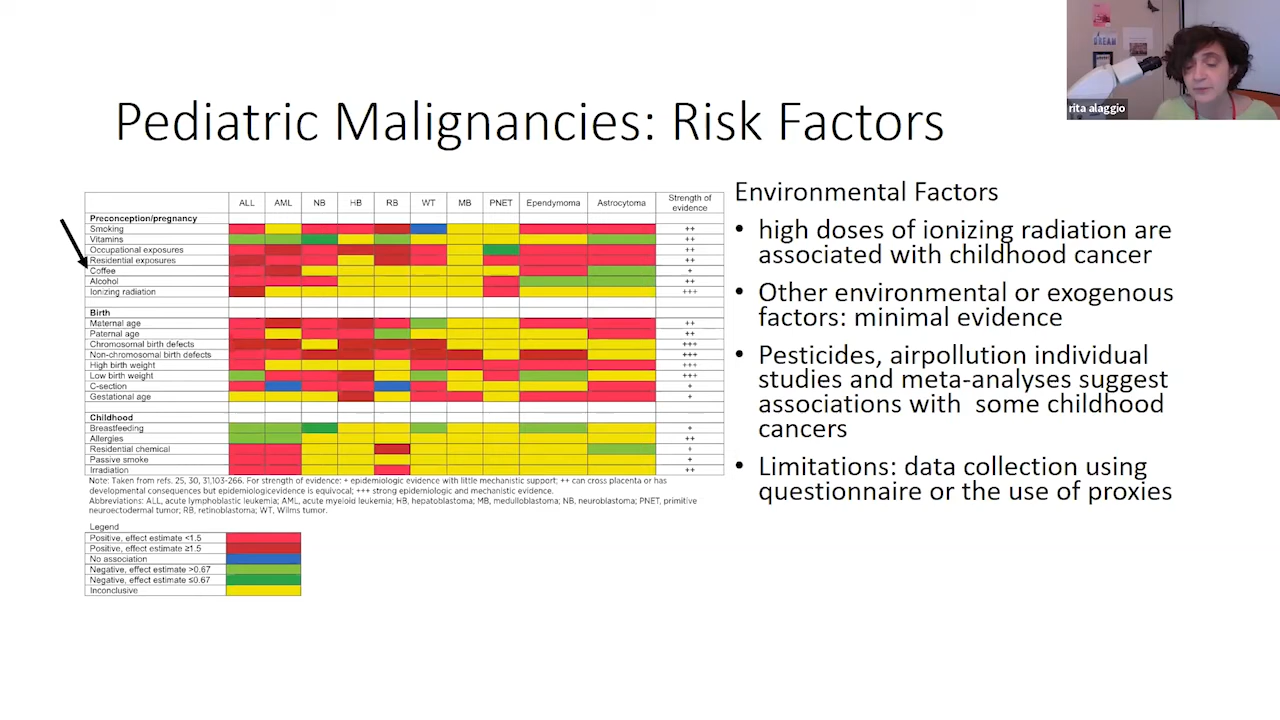 DREAM
rita alaggio
Pediatric Malignancies: Risk Factors
ALL AML NB HB RB WT MB PNET Ependymoma Astrocytoma Strength of evidence
Preconception/pregnancy
Smoking ++
Vitamins ++
Occupational exposures ++
Residential exposures ++
Coffee +
Alcohol ++
Ionizing radiation +++
Birth
Maternal age ++
Paternal age ++
Chromosomal birth defects +++
Non-chromosomal birth defects +++
High birth weight +++
Low birth weight +++
C-section +
Gestational age +
Childhood
Breastfeeding +
Allergies ++
Residential chemical +
Passive smoke +
Irradiation ++
Note: Taken from refs. 25, 30, 31,103-266. For strength of evidence: + epidemiologic evidence with little mechanistic support; ++ can cross placenta or has
developmental consequences but epidemiologicevidence is equivocal; +++ strong epidemiologic and mechanistic evidence.
Abbreviations: ALL, acute lymphoblastic leukemia; AML, acute myeloid leukemia; HB, hepatoblastoma; MB, medulloblastoma; NB, neuroblastoma; PNET, primitive
neuroectodermal tumor; RB, retinoblastoma; WT, Wilms tumor.
Legend
Positive, effect estimate <1.5
Positive, effect estimate ≥1.5
No association
Negative, effect estimate >0.67
Negative, effect estimate ≤0.67
Inconclusive
Environmental Factors
• high doses of ionizing radiation are
associated with childhood cancer
• Other environmental or exogenous
factors: minimal evidence
• Pesticides, airpollution individual
studies and meta-analyses suggest
associations with some childhood
cancers
• Limitations: data collection using
questionnaire or the use of proxies